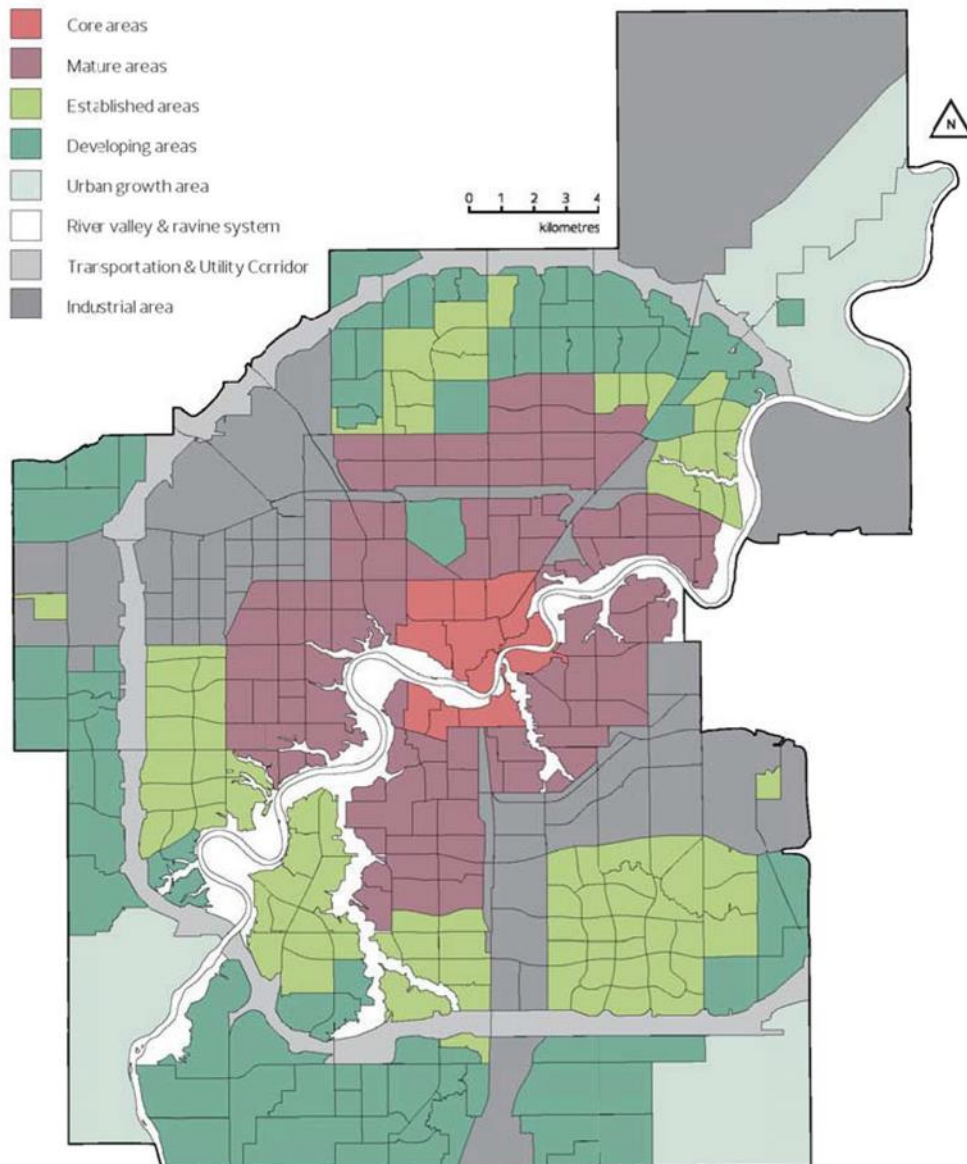 Core areas
Mature areas
Established areas
Developing areas
Urban growth area
River valley & ravine system
Transportation & Utility Corridor
Industrial area
N
0 1 2 3 4
kilometres